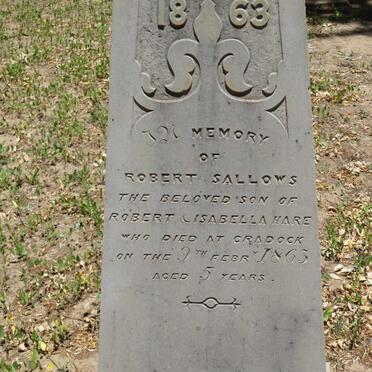 1863
IN MEMORY
OF
ROBERT SALLOWS
THE BELOVED SON OF
ROBERT & ISABELLA HARE
WHO DIED AT CRADOCK
ON THE 9TH FEBRY 1863
AGED 5 YEARS.